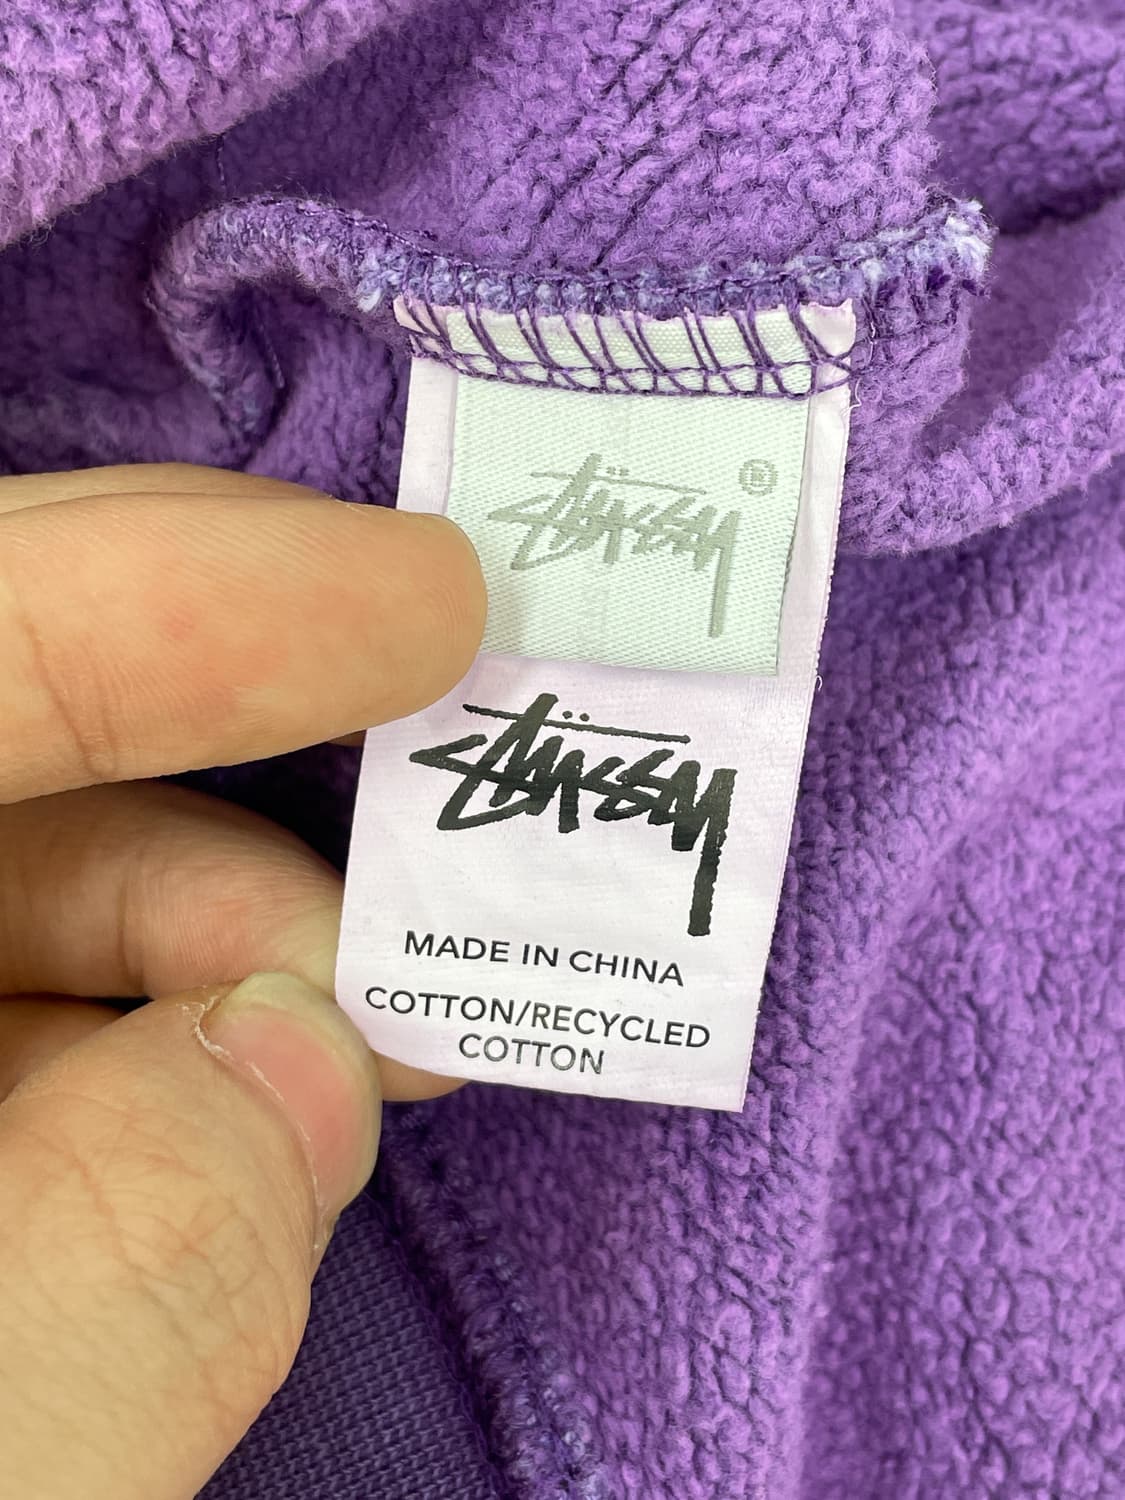 Stüssy ®
Stüssy
MADE IN CHINA
COTTON/RECYCLED
COTTON